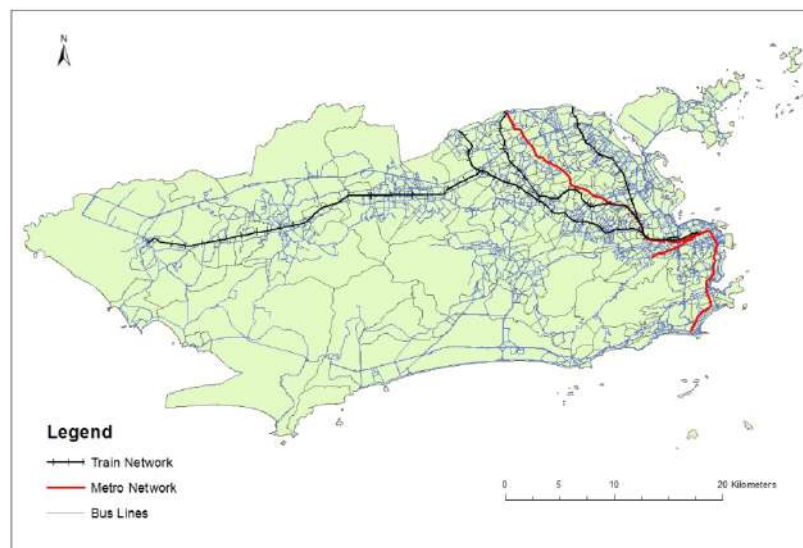 N
Legend
Train Network
Metro Network
Bus Lines
0 5 10 20 Kilometers